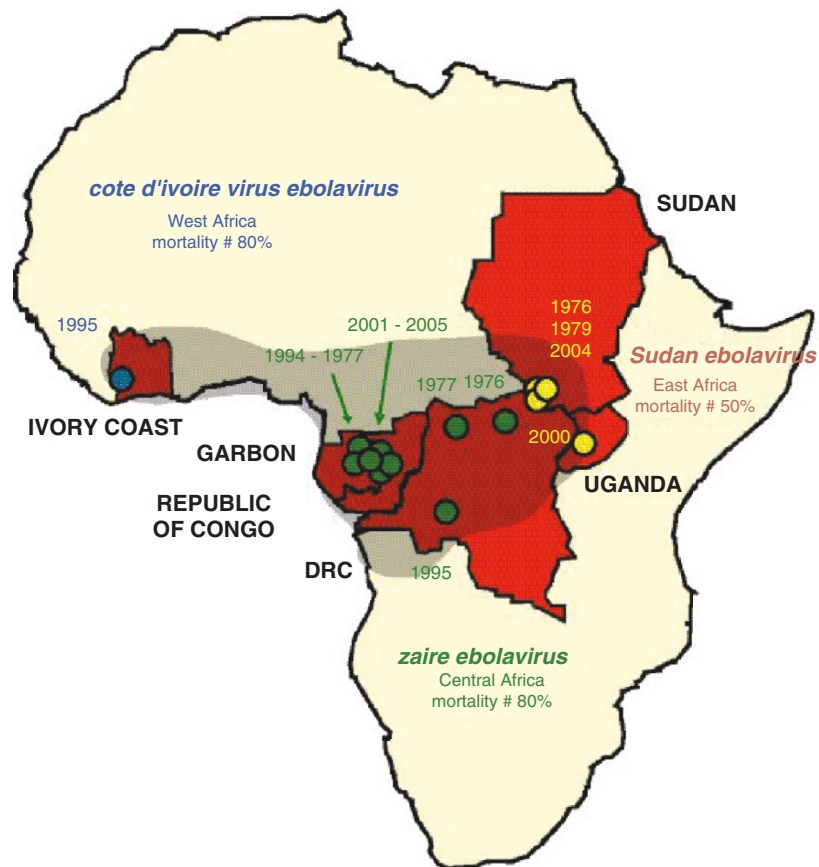 cote d'ivoire virus ebolavirus
West Africa
mortality # 80%
SUDAN
1976
1979
2004
1995
2001 - 2005
1994 - 1977
Sudan ebolavirus
East Africa
mortality # 50%
1977 1976
IVORY COAST
GARBON
2000
UGANDA
REPUBLIC
OF CONGO
DRC
1995
zaire ebolavirus
Central Africa
mortality # 80%